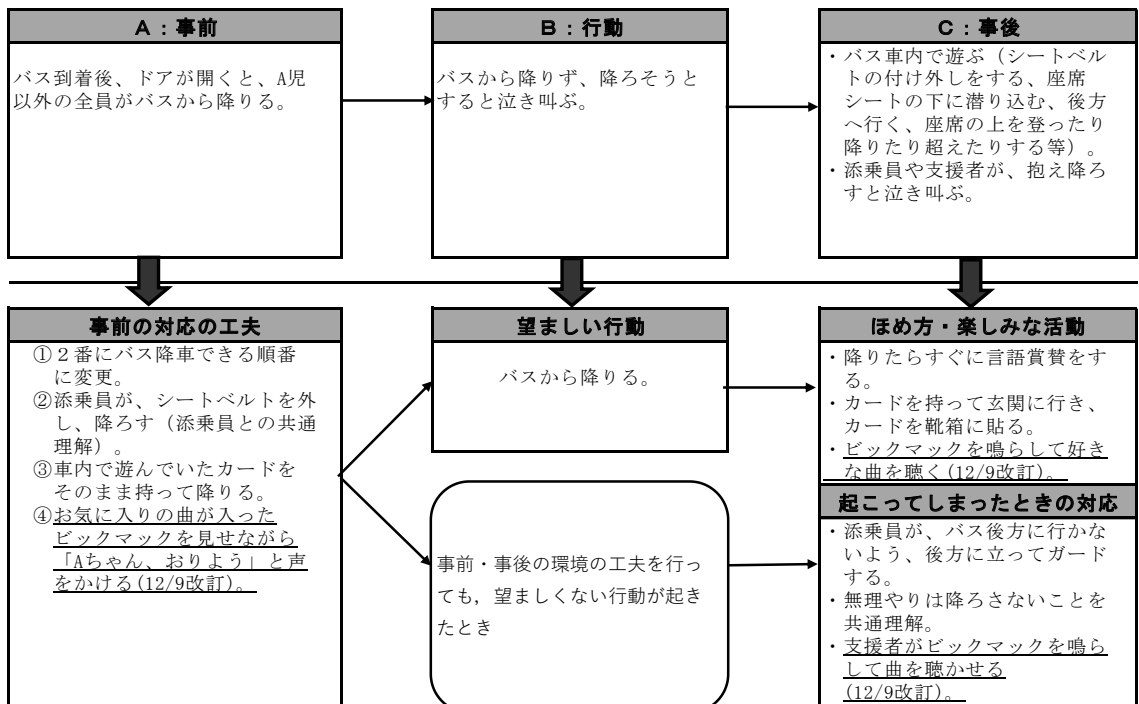 A：事前
バス到着後、ドアが開くと、A児
以外の全員がバスから降りる。
B：行動
バスから降りず、降ろそうと
すると泣き叫ぶ。
C：事後
・バス車内で遊ぶ（シートベル
トの付け外しをする、座席
シートの下に潜り込む、後方
へ行く、座席の上を登ったり
降りたり超えたりする等）。
・添乗員や支援者が、抱え降ろ
すと泣き叫ぶ。
事前の対応の工夫
①２番にバス降車できる順番
に変更。
②添乗員が、シートベルトを外
し、降ろす（添乗員との共通
理解）。
③車内で遊んでいたカードを
そのまま持って降りる。
④お気に入りの曲が入った
ビックマックを見せながら
「Aちゃん、おりよう」と声
をかける(12/9改訂)。
望ましい行動
バスから降りる。
事前・事後の環境の工夫を行っ
ても，望ましくない行動が起き
たとき
ほめ方・楽しみな活動
・降りたらすぐに言語賞賛をす
る。
・カードを持って玄関に行き、
カードを靴箱に貼る。
・ビックマックを鳴らして好き
な曲を聴く(12/9改訂)。
起こってしまったときの対応
・添乗員が、バス後方に行かな
いよう、後方に立ってガード
する。
・無理やりは降ろさないことを
共通理解。
・支援者がビックマックを鳴ら
して曲を聴かせる
(12/9改訂)。